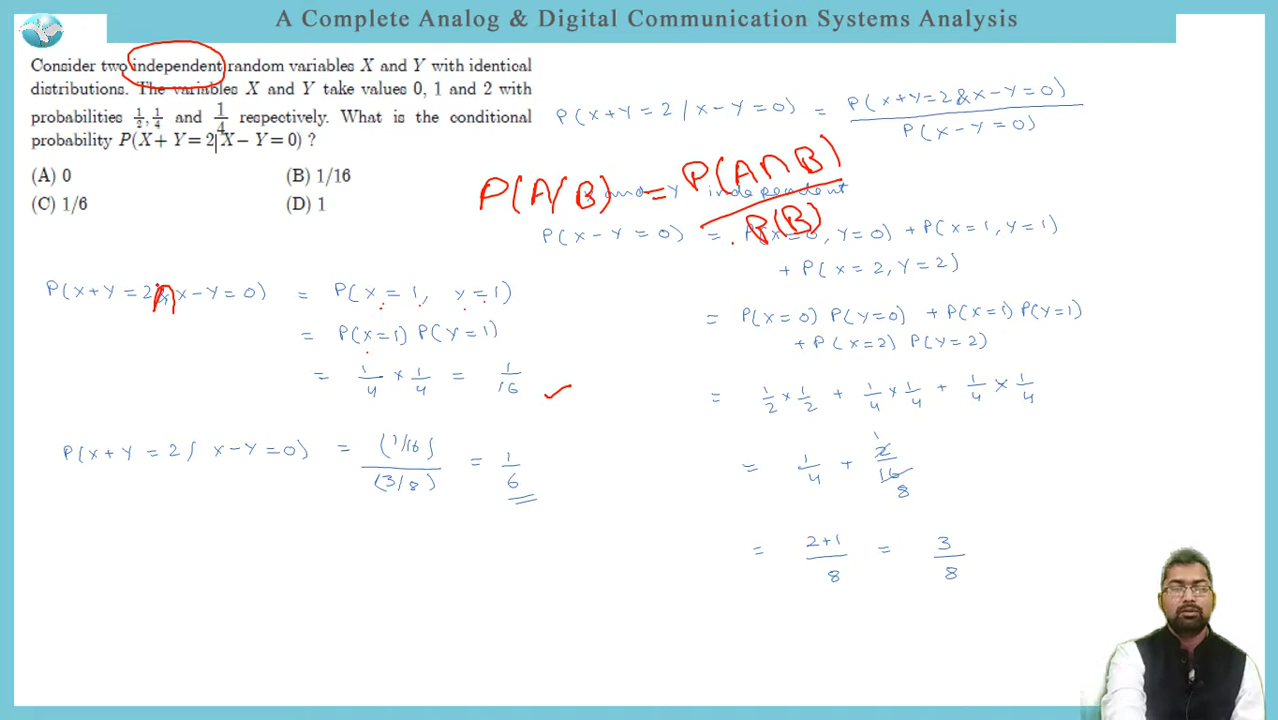 A Complete Analog & Digital Communication Systems Analysis
Consider two independent random variables X and Y with identical
distributions. The variables X and Y take values 0, 1 and 2 with
probabilities 1/2, 1/4 and 1/4 respectively. What is the conditional
probability P(X + Y = 2|X − Y = 0) ?
(A) 0
(B) 1/16
(C) 1/6
(D) 1
P(X+Y=2 / X-Y=0) = P(X+Y=2 & X-Y=0) / P(X-Y=0)
P(A/B) = P(A∩B) / P(B)
and Y independent
P(X-Y=0) = P(X=0, Y=0) + P(X=1, Y=1)
+ P(X=2, Y=2)
= P(X=0) P(Y=0) + P(X=1) P(Y=1)
+ P(X=2) P(Y=2)
= 1/2 × 1/2 + 1/4 × 1/4 + 1/4 × 1/4
= 1/4 + 2/16 1 8
= 2+1/8 = 3/8
P(X+Y=2 ∩ X-Y=0) = P(X=1, Y=1)
= P(X=1) P(Y=1)
= 1/4 × 1/4 = 1/16
P(X+Y=2 / X-Y=0) = (1/16) / (3/8) = 1/6